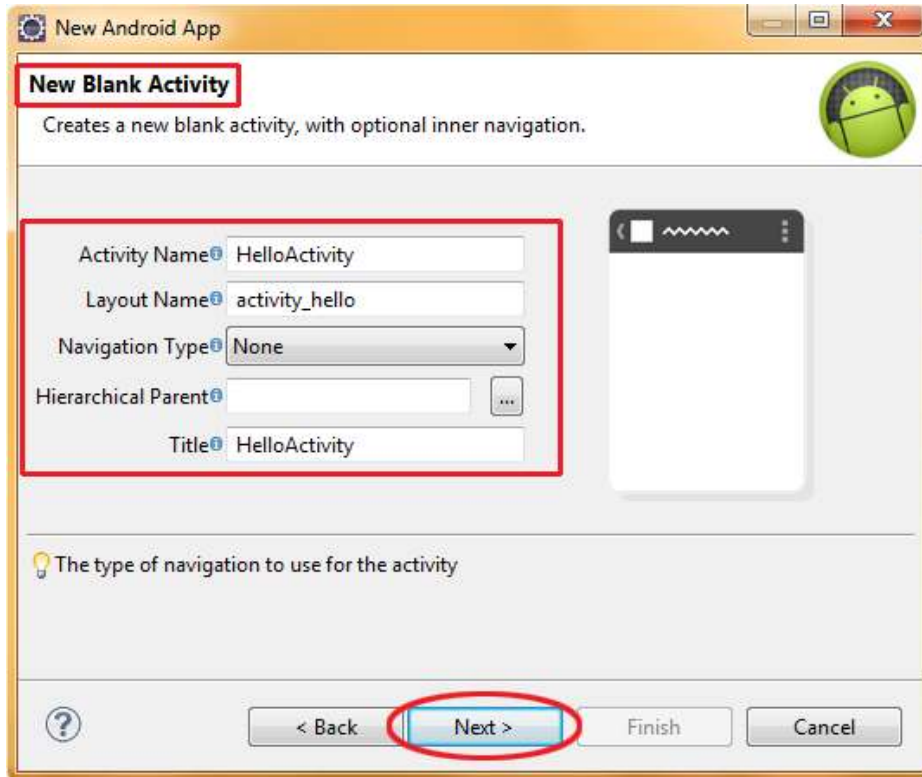 New Android App
New Blank Activity
Creates a new blank activity, with optional inner navigation.
Activity Name HelloActivity
Layout Name activity_hello
Navigation Type None
Hierarchical Parent ...
Title HelloActivity
The type of navigation to use for the activity
? < Back Next > Finish Cancel